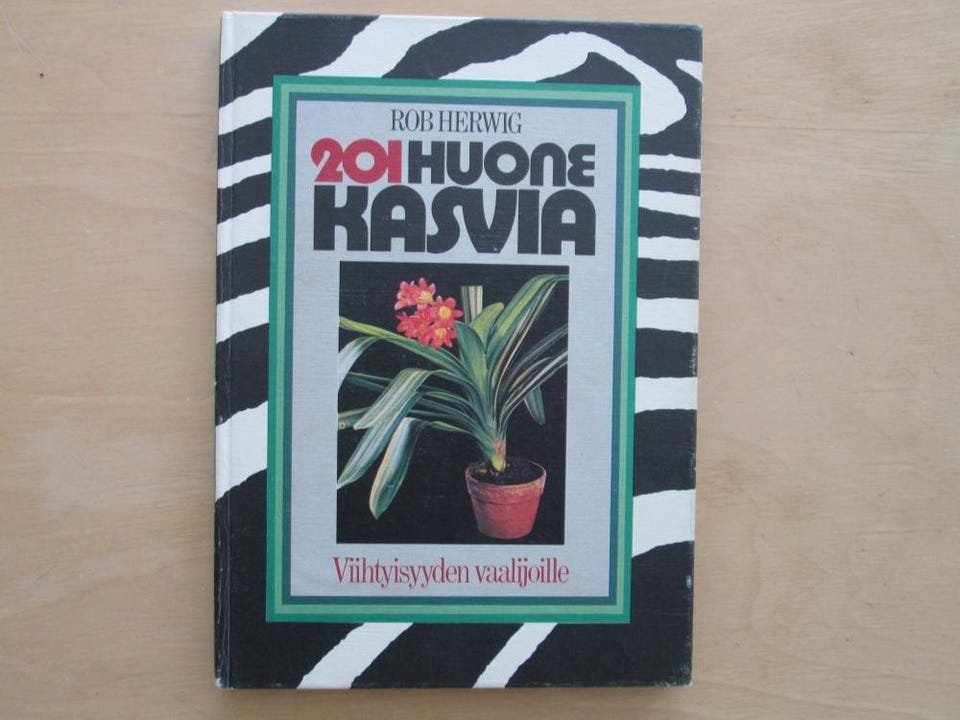 ROB HERWIG
201 HUONE
KASVIA
Viihtyisyyden vaalijoille